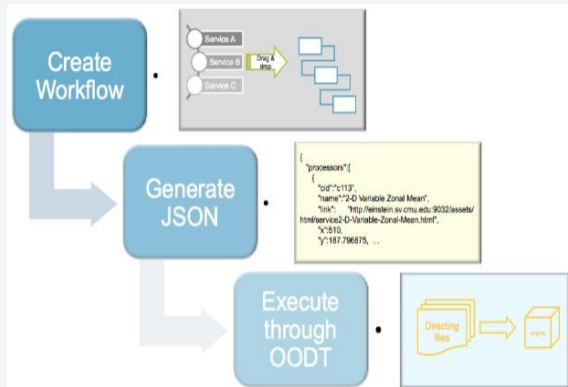 Create
Workflow
Service A
Service B
Service C
Drag &
drop
Generate
JSON
{
"processors":[
{
"cid":"c113",
"name":"2-D Variable Zonal Mean",
"link": "http://einstein.sv.cmu.edu:9032/assets/
html/service2-D-Variable-Zonal-Mean.html",
"x":510,
"y":187.796875, ...
Execute
through
OODT
Directing
files
engine